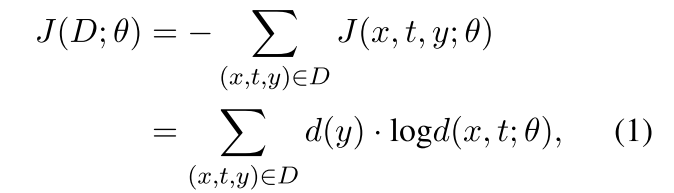 J(D; θ) = − ∑_{(x,t,y)∈D} J(x, t, y; θ)
= ∑_{(x,t,y)∈D} d(y) · logd(x, t; θ), (1)